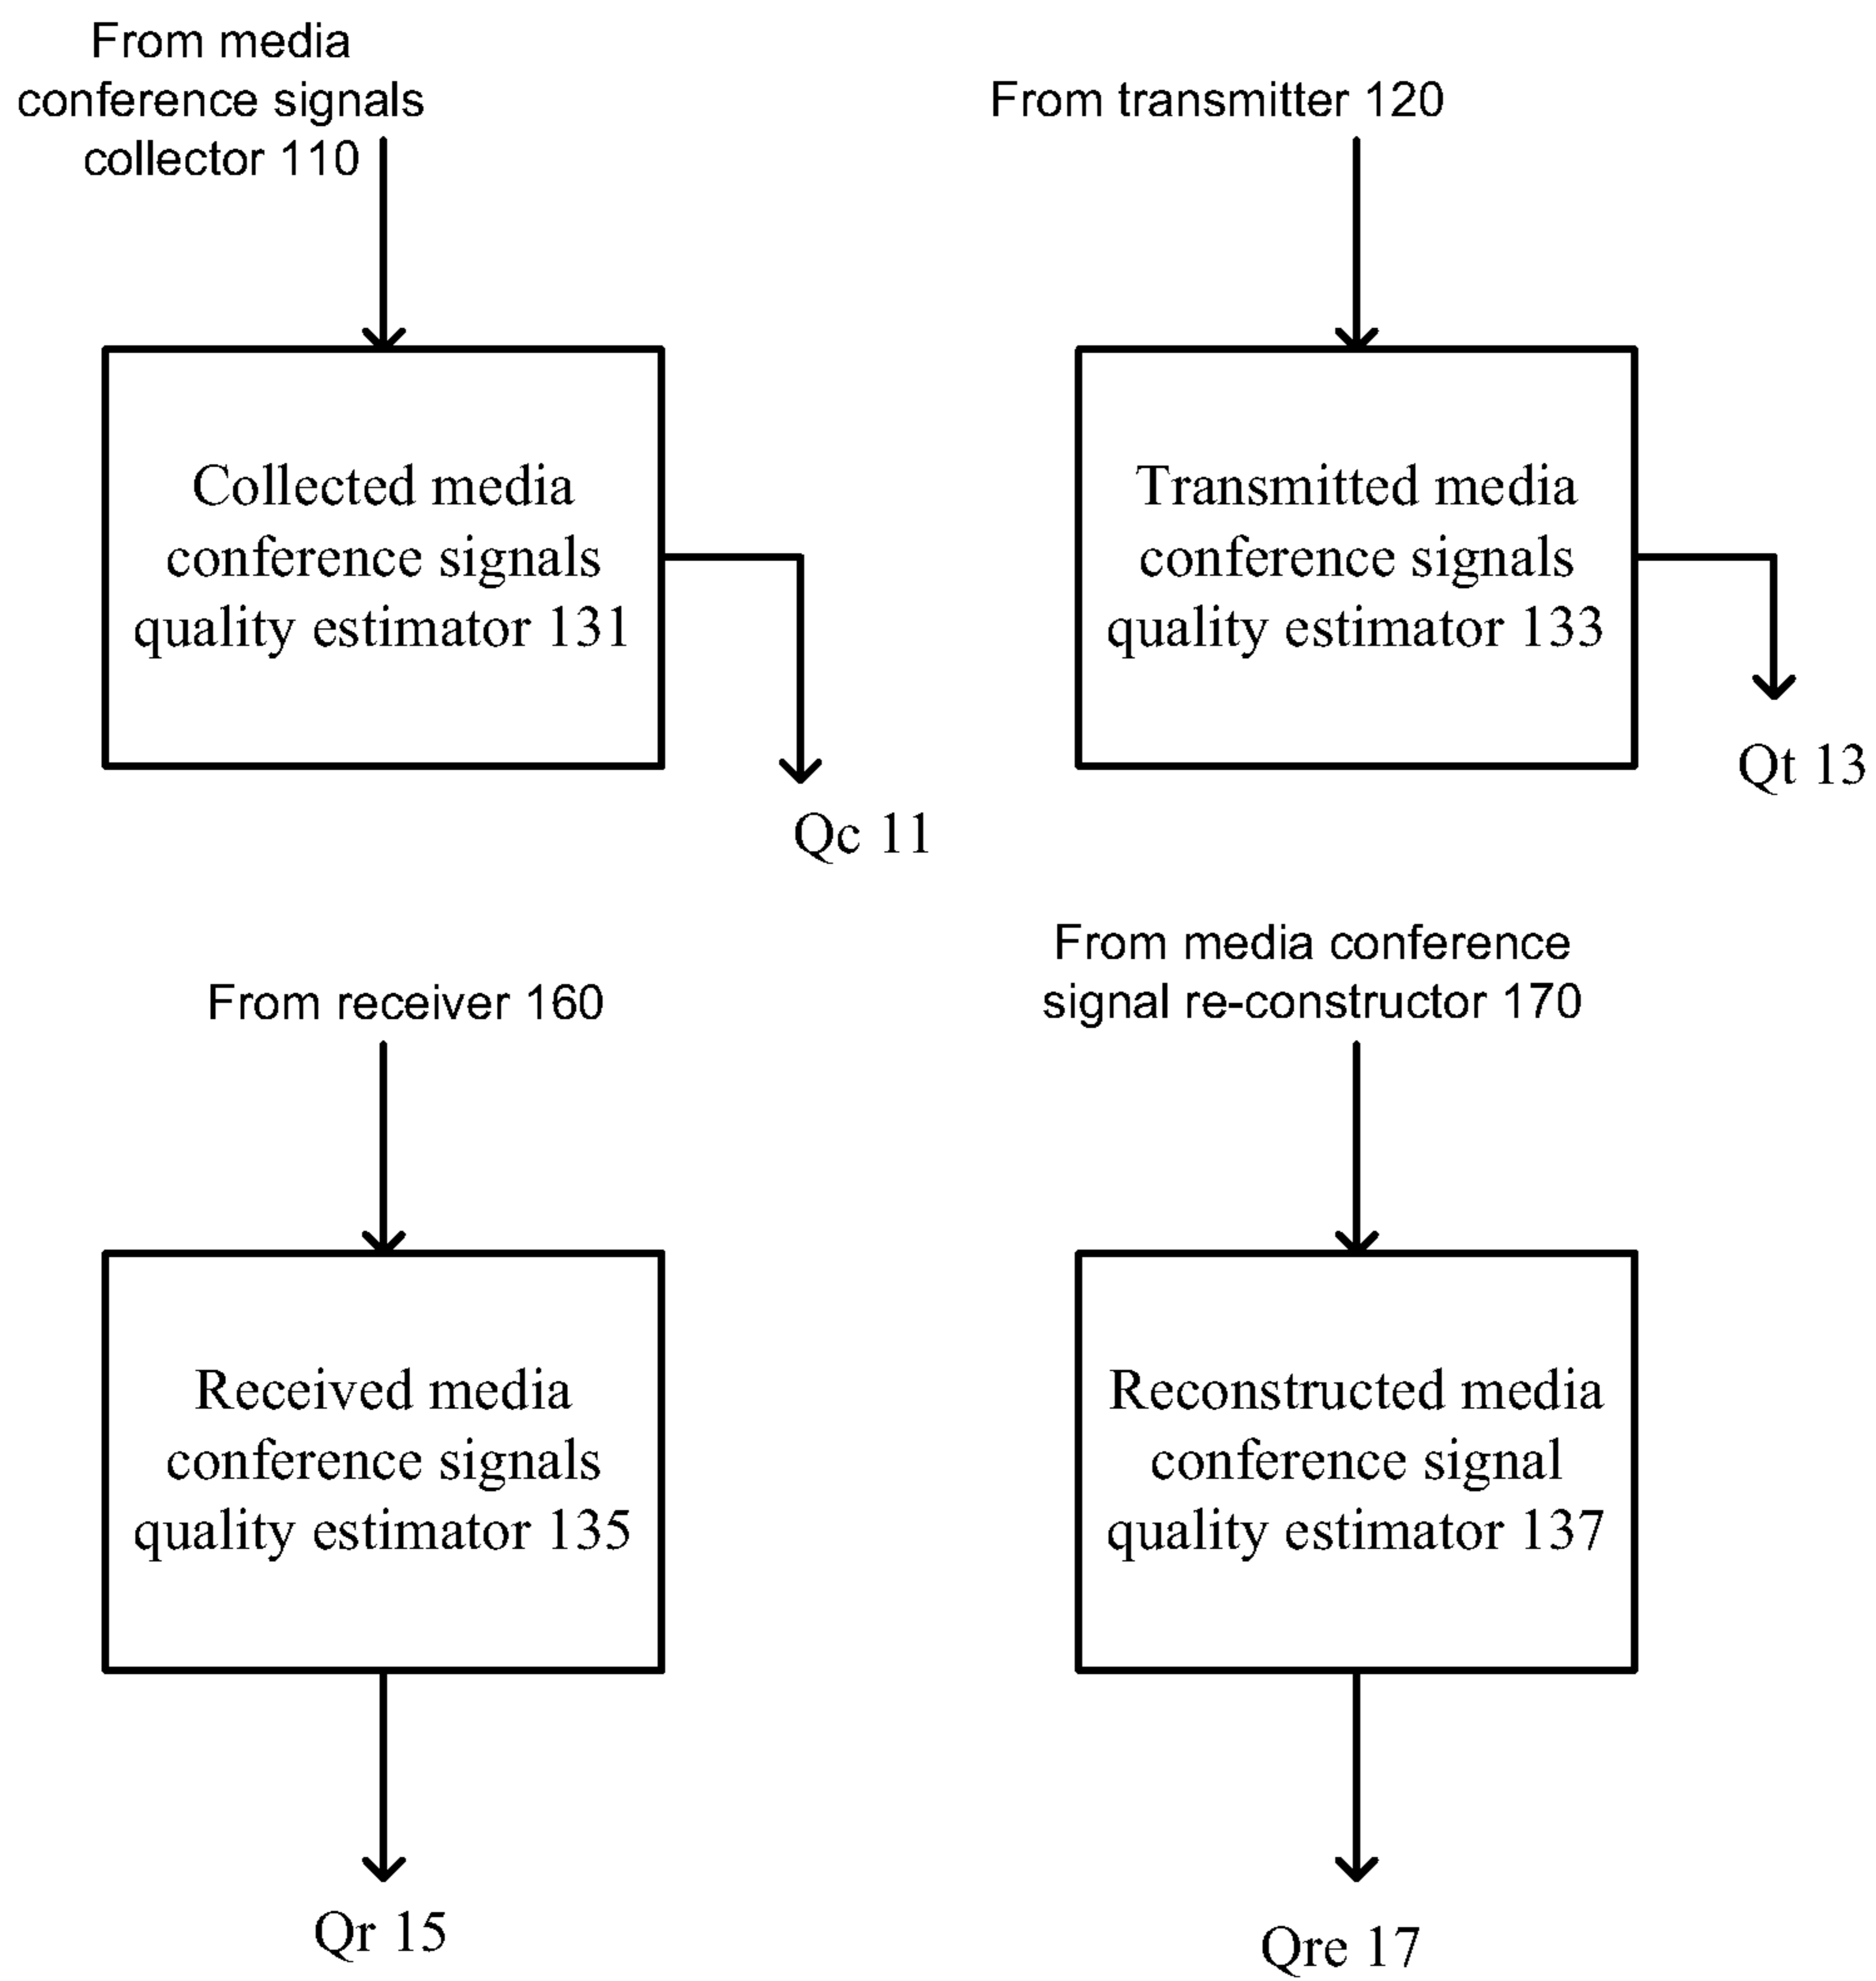 From media
conference signals
collector 110
From transmitter 120
Collected media
conference signals
quality estimator 131
Transmitted media
conference signals
quality estimator 133
Qc 11
Qt 13
From receiver 160
From media conference
signal re-constructor 170
Received media
conference signals
quality estimator 135
Reconstructed media
conference signal
quality estimator 137
Qr 15
Qre 17